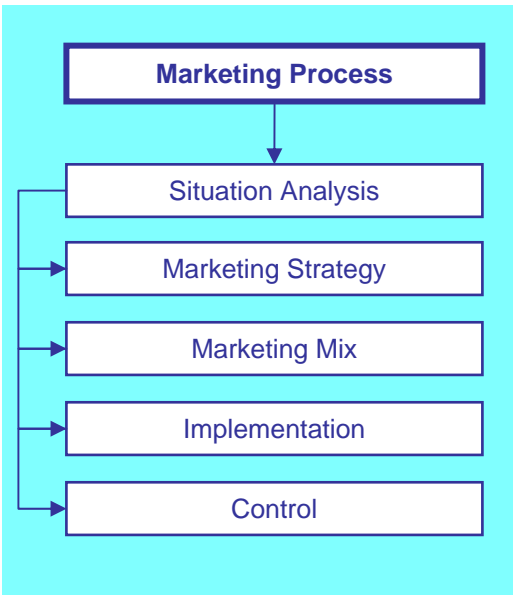 Marketing Process
Situation Analysis
Marketing Strategy
Marketing Mix
Implementation
Control